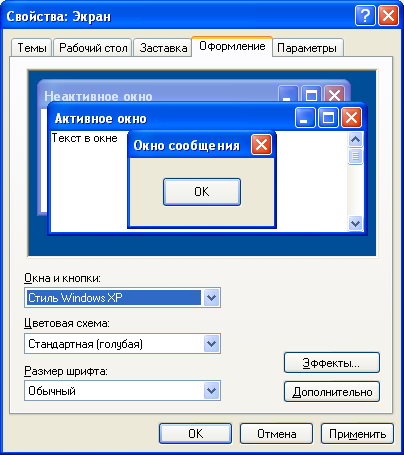 Свойства: Экран
Темы Рабочий стол Заставка Оформление Параметры
Неактивное окно
Активное окно
Текст в окне
Окно сообщения
OK
Окна и кнопки:
Стиль Windows XP
Цветовая схема:
Стандартная (голубая)
Размер шрифта:
Обычный
Эффекты...
Дополнительно
OK Отмена Применить